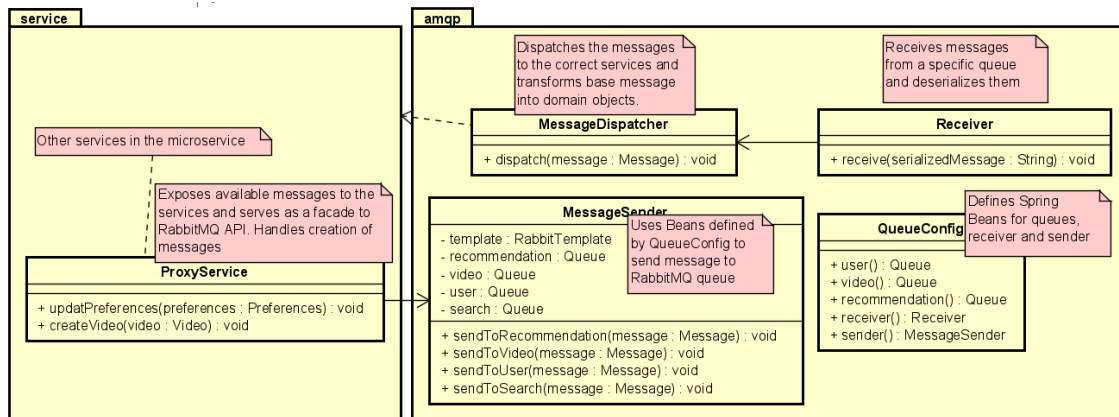 service
Other services in the microservice
Exposes available messages to the
services and serves as a facade to
RabbitMQ API. Handles creation of
messages
ProxyService
+ updatPreferences(preferences : Preferences) : void
+ createVideo(video : Video) : void
amqp
Dispatches the messages
to the correct services and
transforms base message
into domain objects.
MessageDispatcher
+ dispatch(message : Message) : void
Receives messages
from a specific queue
and deserializes them
Receiver
+ receive(serializedMessage : String) : void
MessageSender
- template : RabbitTemplate
- recommendation : Queue
- video : Queue
- user : Queue
- search : Queue
+ sendToRecommendation(message : Message) : void
+ sendToVideo(message : Message) : void
+ sendToUser(message : Message) : void
+ sendToSearch(message : Message) : void
Uses Beans defined
by QueueConfig to
send message to
RabbitMQ queue
Defines Spring
Beans for queues,
receiver and sender
QueueConfig
+ user() : Queue
+ video() : Queue
+ recommendation() : Queue
+ receiver() : Receiver
+ sender() : MessageSender